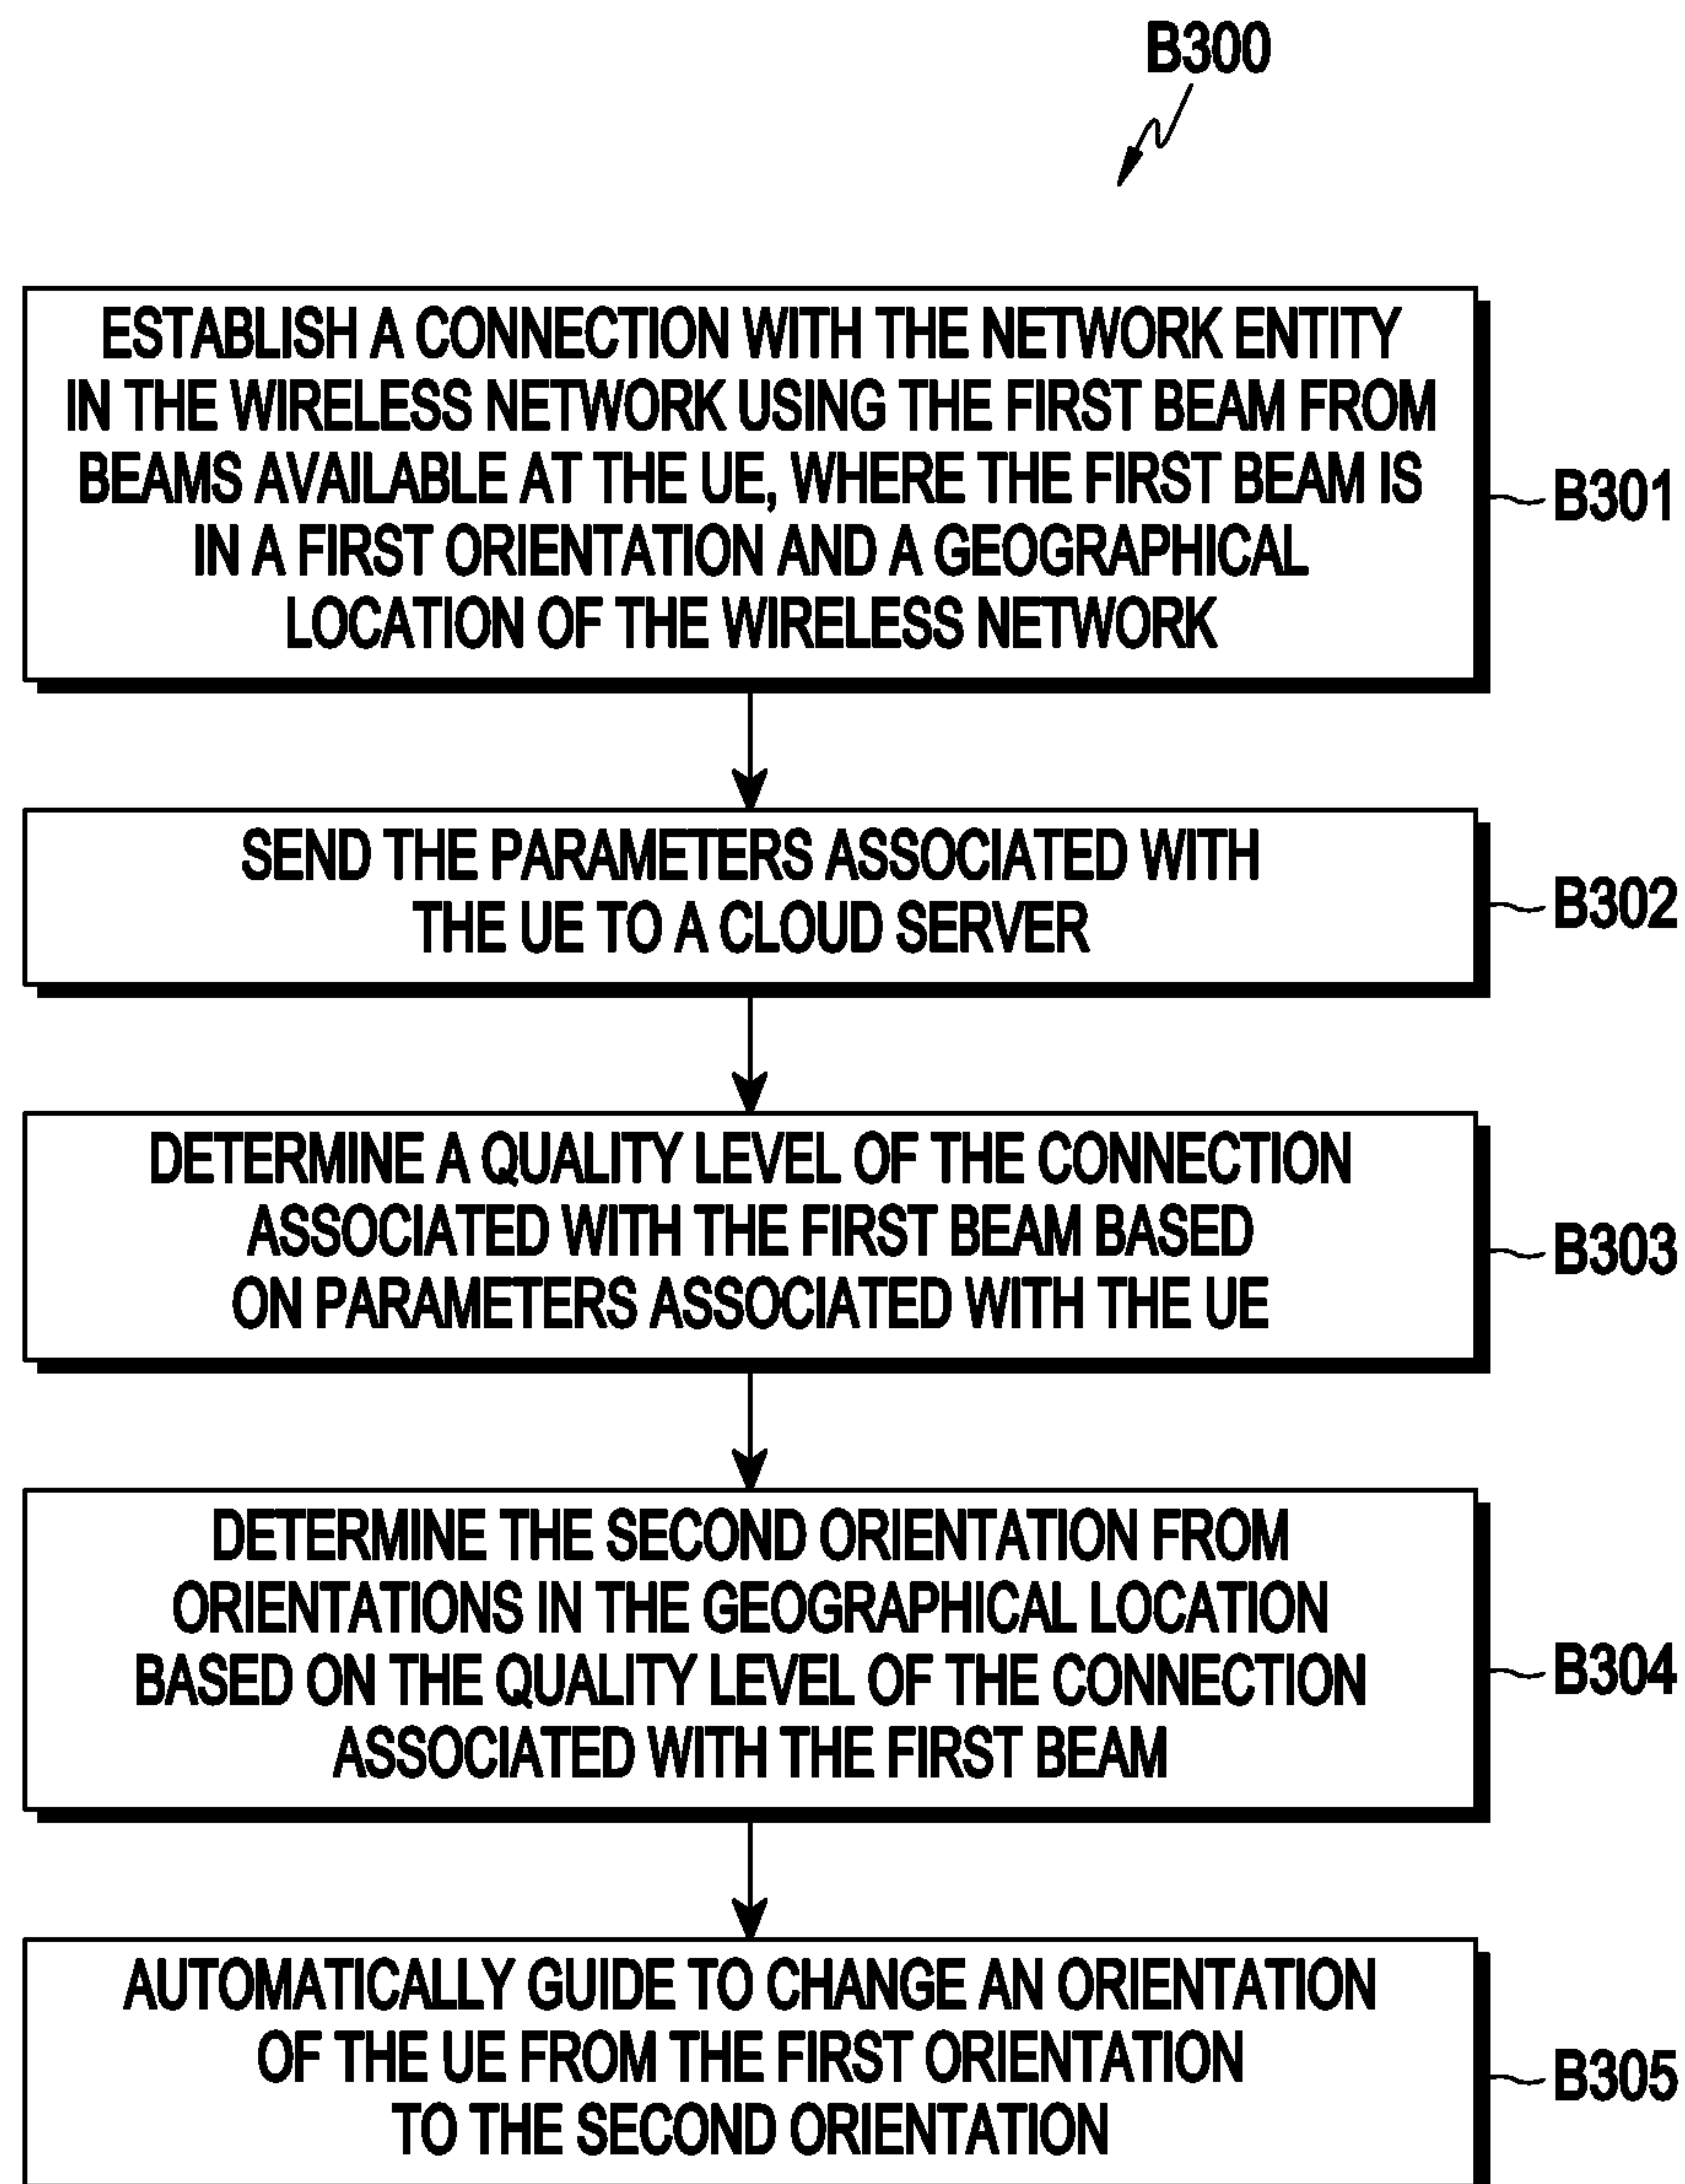 B300
ESTABLISH A CONNECTION WITH THE NETWORK ENTITY
IN THE WIRELESS NETWORK USING THE FIRST BEAM FROM
BEAMS AVAILABLE AT THE UE, WHERE THE FIRST BEAM IS
IN A FIRST ORIENTATION AND A GEOGRAPHICAL
LOCATION OF THE WIRELESS NETWORK
B301
SEND THE PARAMETERS ASSOCIATED WITH
THE UE TO A CLOUD SERVER
B302
DETERMINE A QUALITY LEVEL OF THE CONNECTION
ASSOCIATED WITH THE FIRST BEAM BASED
ON PARAMETERS ASSOCIATED WITH THE UE
B303
DETERMINE THE SECOND ORIENTATION FROM
ORIENTATIONS IN THE GEOGRAPHICAL LOCATION
BASED ON THE QUALITY LEVEL OF THE CONNECTION
ASSOCIATED WITH THE FIRST BEAM
B304
AUTOMATICALLY GUIDE TO CHANGE AN ORIENTATION
OF THE UE FROM THE FIRST ORIENTATION
TO THE SECOND ORIENTATION
B305